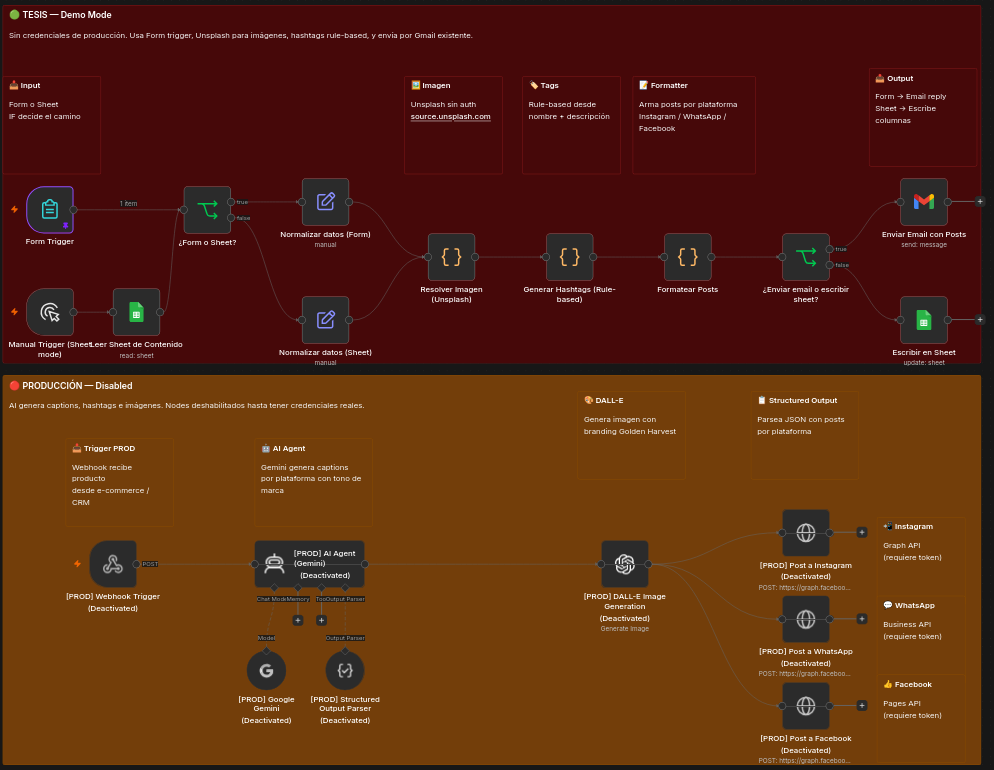 🟢 TESIS — Demo Mode
Sin credenciales de producción. Usa Form trigger, Unsplash para imágenes, hashtags rule-based, y envía por Gmail existente.
📥 Input
Form o Sheet
IF decide el camino
🖼️ Imagen
Unsplash sin auth
source.unsplash.com
🏷️ Tags
Rule-based desde
nombre + descripción
📝 Formatter
Arma posts por plataforma
Instagram / WhatsApp /
Facebook
📤 Output
Form → Email reply
Sheet → Escribe
columnas
1 item
true
false
Form Trigger
¿Form o Sheet?
Normalizar datos (Form)
manual
Resolver Imagen
(Unsplash)
Generar Hashtags (Rule-
based)
Formatear Posts
¿Enviar email o escribir
sheet?
true
false
Enviar Email con Posts
send: message
Manual Trigger (Sheet
mode)
Leer Sheet de Contenido
read: sheet
Normalizar datos (Sheet)
manual
Escribir en Sheet
update: sheet
🔴 PRODUCCIÓN — Disabled
AI genera captions, hashtags e imágenes. Nodes deshabilitados hasta tener credenciales reales.
📥 Trigger PROD
Webhook recibe
producto
desde e-commerce /
CRM
🤖 AI Agent
Gemini genera captions
por plataforma con tono de
marca
🎨 DALL-E
Genera imagen con
branding Golden Harvest
📋 Structured Output
Parsea JSON con posts
por plataforma
POST
[PROD] Webhook Trigger
(Deactivated)
[PROD] AI Agent
(Gemini)
(Deactivated)
Chat Mode
Memory
Too
Output Parser
Model
Output Parser
[PROD] Google
Gemini
(Deactivated)
[PROD] Structured
Output Parser
(Deactivated)
[PROD] DALL-E Image
Generation
(Deactivated)
Generate Image
[PROD] Post a Instagram
(Deactivated)
POST: https://graph.faceboo...
[PROD] Post a WhatsApp
(Deactivated)
POST: https://graph.faceboo...
[PROD] Post a Facebook
(Deactivated)
POST: https://graph.faceboo...
📲 Instagram
Graph API
(requiere token)
💬 WhatsApp
Business API
(requiere token)
👍 Facebook
Pages API
(requiere token)